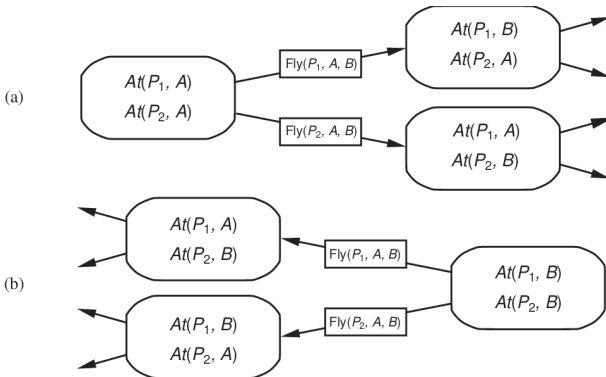 (a)
At(P₁, A)
At(P₂, A)
Fly(P₁, A, B)
Fly(P₂, A, B)
At(P₁, B)
At(P₂, A)
At(P₁, A)
At(P₂, B)
(b)
At(P₁, A)
At(P₂, B)
At(P₁, B)
At(P₂, A)
Fly(P₁, A, B)
Fly(P₂, A, B)
At(P₁, B)
At(P₂, B)